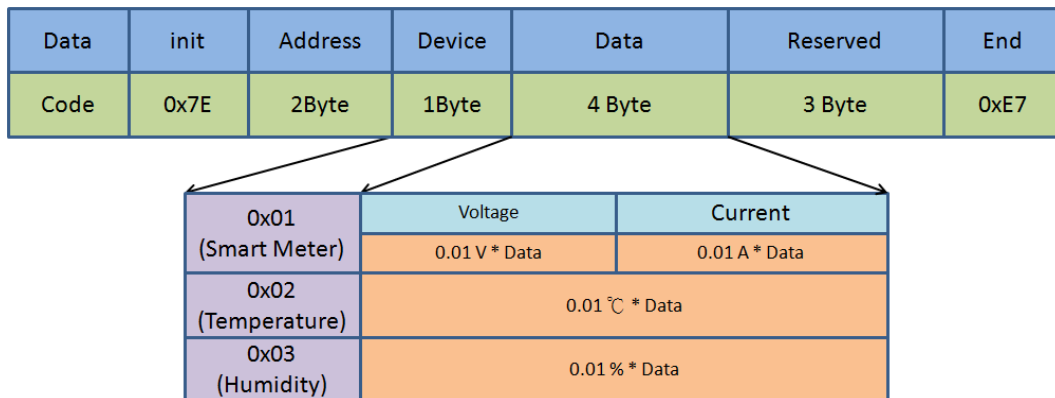 Data init Address Device Data Reserved End
Code 0x7E 2Byte 1Byte 4 Byte 3 Byte 0xE7
0x01
(Smart Meter)
Voltage Current
0.01 V * Data 0.01 A * Data
0x02
(Temperature)
0.01 ℃ * Data
0x03
(Humidity)
0.01 % * Data